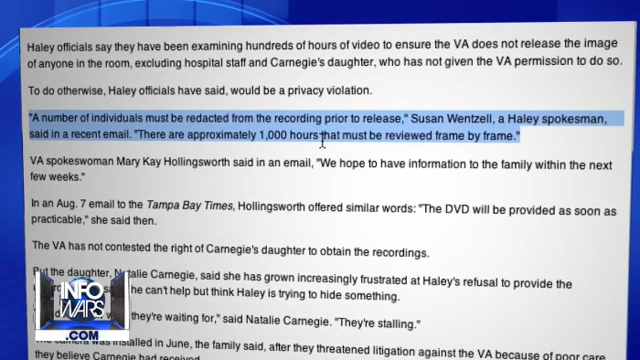 Haley officials say they have been examining hundreds of hours of video to ensure the VA does not release the image
of anyone in the room, excluding hospital staff and Carnegie's daughter, who has not given the VA permission to do so.
To do otherwise, Haley officials have said, would be a privacy violation.
"A number of individuals must be redacted from the recording prior to release," Susan Wentzell, a Haley spokesman,
said in a recent email. "There are approximately 1,000 hours that must be reviewed frame by frame."
VA spokeswoman Mary Kay Hollingsworth said in an email, "We hope to have information to the family within the next
few weeks."
In an Aug. 7 email to the Tampa Bay Times, Hollingsworth offered similar words: "The DVD will be provided as soon as
practicable," she said then.
The VA has not contested the right of Carnegie's daughter to obtain the recordings.
But the daughter, Natalie Carnegie, said she has grown increasingly frustrated at Haley's refusal to provide the
he can't help but think Haley is trying to hide something.
they're waiting for," said Natalie Carnegie. "They're stalling."
camera was installed in June, the family said, after they threatened litigation against the VA because of poor care
they believe Carnegie had received.
INFO
WARS
.COM